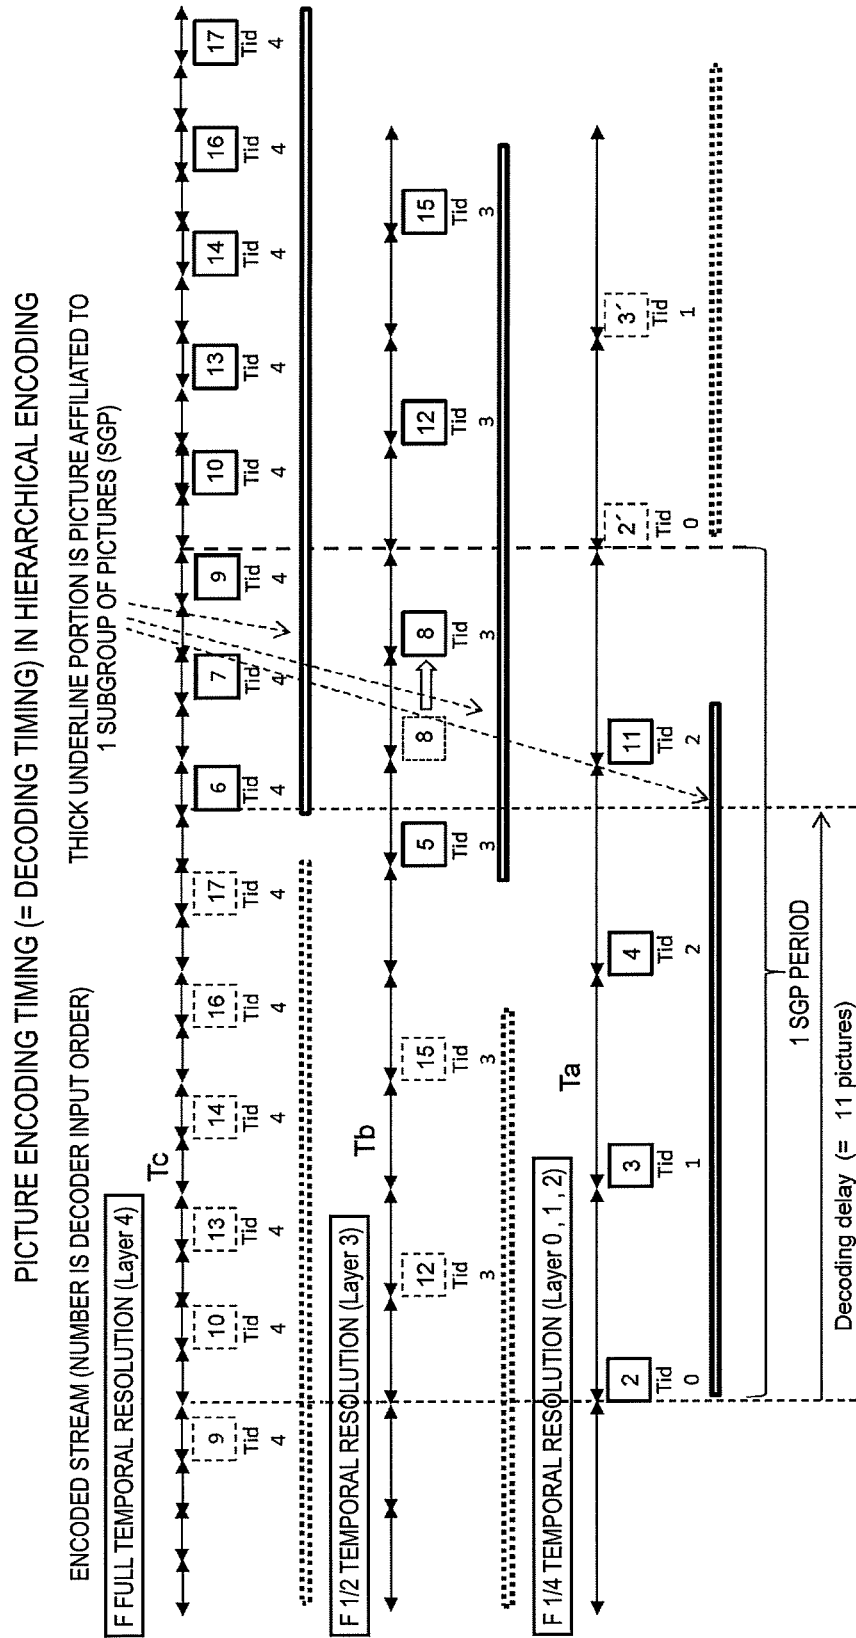 PICTURE ENCODING TIMING (= DECODING TIMING) IN HIERARCHICAL ENCODING
ENCODED STREAM (NUMBER IS DECODER INPUT ORDER)
THICK UNDERLINE PORTION IS PICTURE AFFILIATED TO
1 SUBGROUP OF PICTURES (SGP)
F FULL TEMPORAL RESOLUTION (Layer 4)
Tc
9 10 13 14 16 17 6 7 9 10 13 14 16 17
Tid Tid Tid Tid Tid Tid Tid Tid Tid Tid Tid Tid Tid Tid
4 4 4 4 4 4 4 4 4 4 4 4 4 4
F 1/2 TEMPORAL RESOLUTION (Layer 3)
Tb
12 15 5 8 8 12 15
Tid Tid Tid Tid Tid Tid
3 3 3 3 3 3
F 1/4 TEMPORAL RESOLUTION (Layer 0, 1, 2)
Ta
2 3 4 11 2´ 3´
Tid Tid Tid Tid Tid Tid
0 1 2 2 0 1
1 SGP PERIOD
Decoding delay (= 11 pictures)